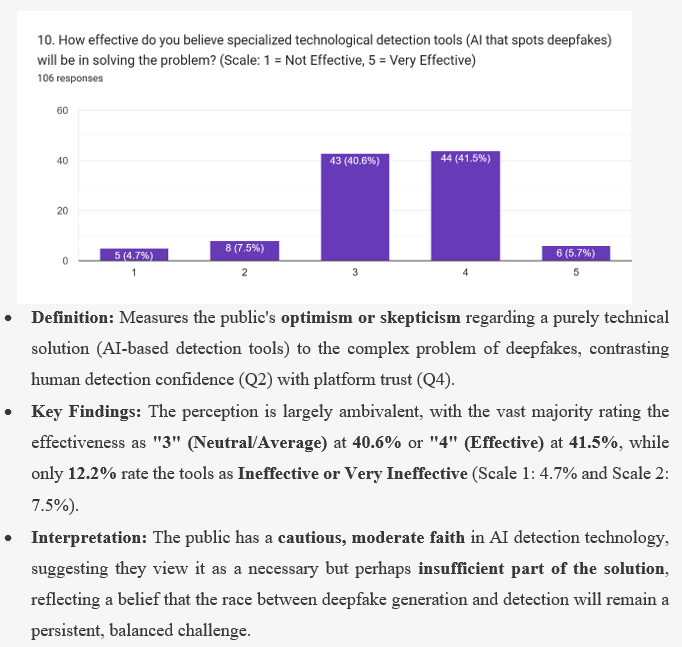 10. How effective do you believe specialized technological detection tools (AI that spots deepfakes)
will be in solving the problem? (Scale: 1 = Not Effective, 5 = Very Effective)
106 responses
60
40
20
0
5 (4.7%)
8 (7.5%)
43 (40.6%)
44 (41.5%)
6 (5.7%)
1
2
3
4
5
• Definition: Measures the public's optimism or skepticism regarding a purely technical
solution (AI-based detection tools) to the complex problem of deepfakes, contrasting
human detection confidence (Q2) with platform trust (Q4).
• Key Findings: The perception is largely ambivalent, with the vast majority rating the
effectiveness as "3" (Neutral/Average) at 40.6% or "4" (Effective) at 41.5%, while
only 12.2% rate the tools as Ineffective or Very Ineffective (Scale 1: 4.7% and Scale 2:
7.5%).
• Interpretation: The public has a cautious, moderate faith in AI detection technology,
suggesting they view it as a necessary but perhaps insufficient part of the solution,
reflecting a belief that the race between deepfake generation and detection will remain a
persistent, balanced challenge.